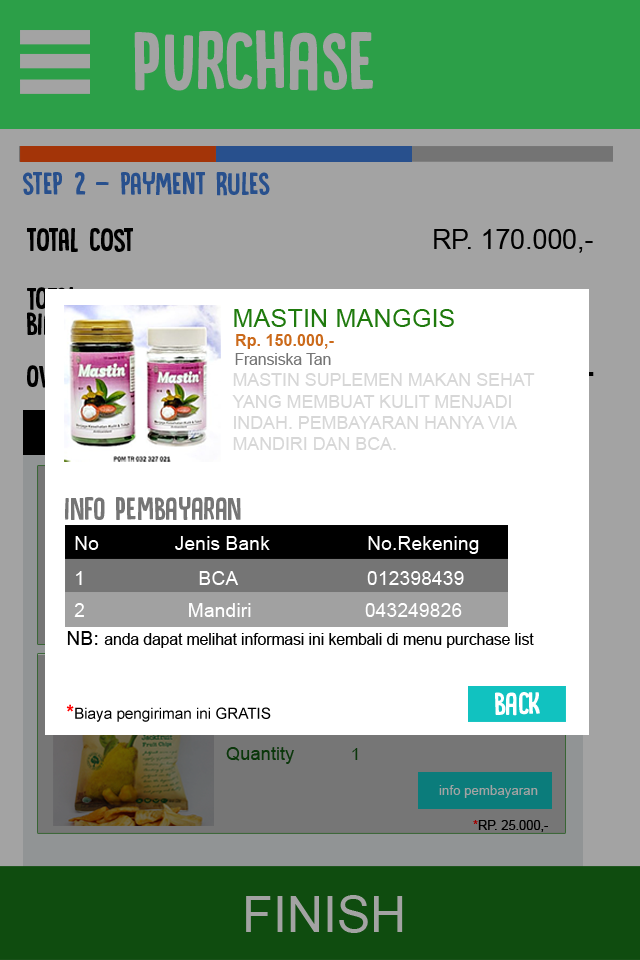 PURCHASE
STEP 2 – PAYMENT RULES
TOTAL COST
RP. 170.000,-
MASTIN MANGGIS
Rp. 150.000,-
Fransiska Tan
MASTIN SUPLEMEN MAKAN SEHAT
YANG MEMBUAT KULIT MENJADI
INDAH. PEMBAYARAN HANYA VIA
MANDIRI DAN BCA.
Mastin
Mastin
POM TR 032 327 021
INFO PEMBAYARAN
No Jenis Bank No.Rekening
1 BCA 012398439
2 Mandiri 043249826
NB: anda dapat melihat informasi ini kembali di menu purchase list
*Biaya pengiriman ini GRATIS
BACK
Jackfruit
Fruit Chips
Quantity 1
info pembayaran
*RP. 25.000,-
FINISH